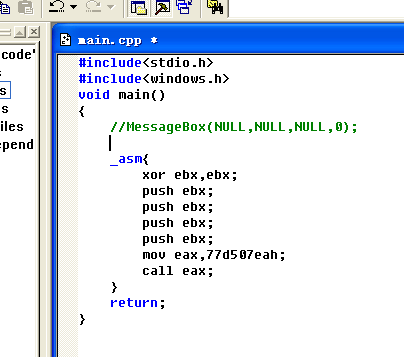 main.cpp *
code'
s
s
s
iles
epend
#include<stdio.h>
#include<windows.h>
void main()
{
//MessageBox(NULL,NULL,NULL,0);
_asm{
xor ebx,ebx;
push ebx;
push ebx;
push ebx;
push ebx;
mov eax,77d507eah;
call eax;
}
return;
}